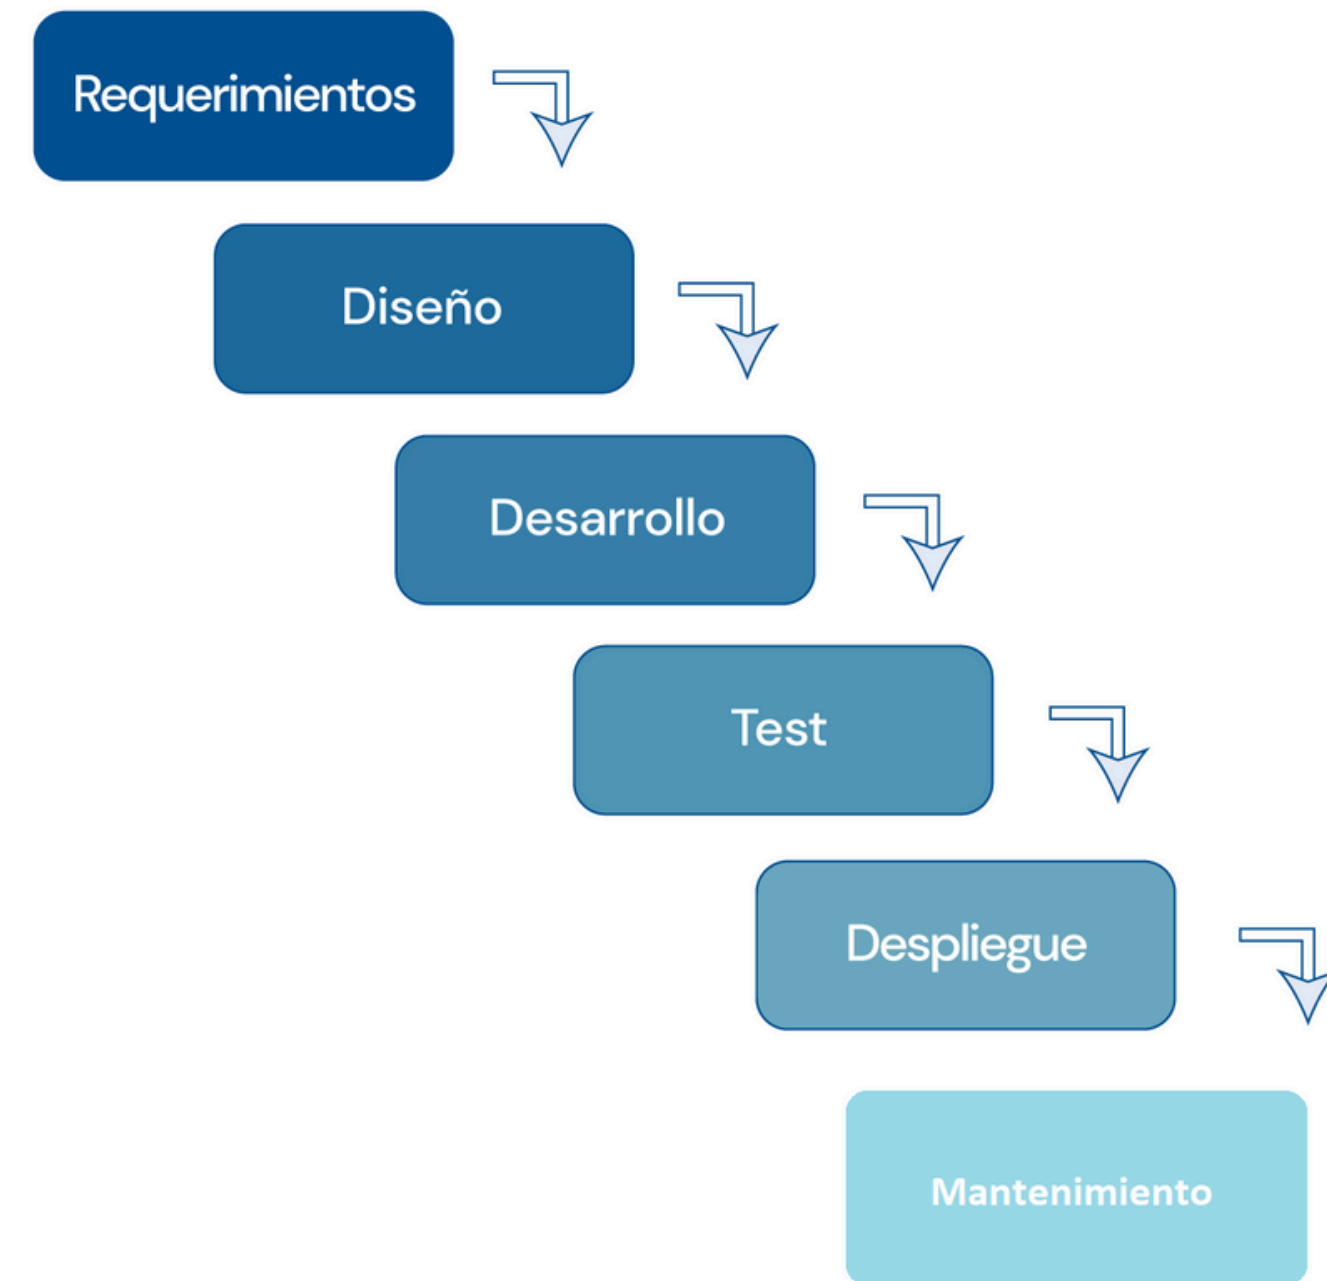 Requerimientos
Diseño
Desarrollo
Test
Despliegue
Mantenimiento